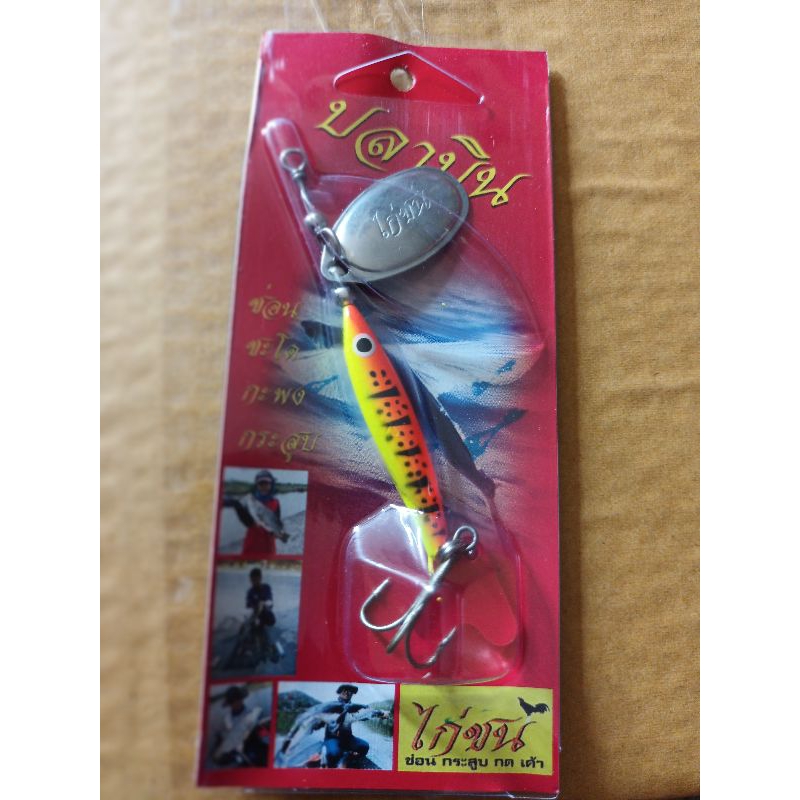 ปลาบิน
ไก่ชน
ช่อน
ชะโด
กะพง
กระสูบ
ไก่ชน
ช่อน กระสูบ กด เค้า